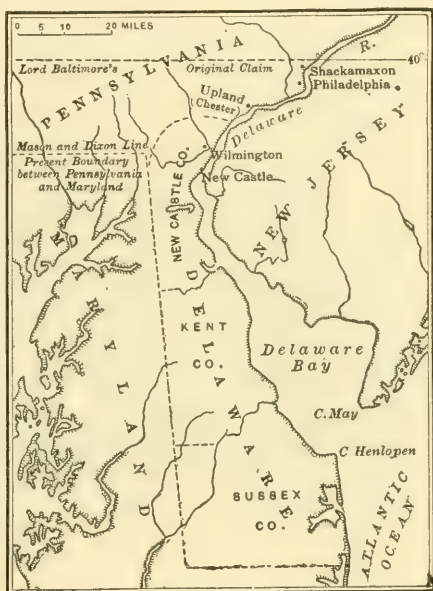 0 5 10 20 MILES
PENNSYLVANIA
R.
Lord Baltimore's Original Claim
40°
Shackamaxon
Philadelphia
Upland
(Chester)
Delaware
Mason and Dixon Line
Present Boundary
between Pennsylvania
and Maryland
Wilmington
New Castle
NEW CASTLE CO.
NEW JERSEY
MARYLAND
DELAWARE
KENT
CO.
Delaware
Bay
C. May
C Henlopen
SUSSEX
CO.
ATLANTIC
OCEAN